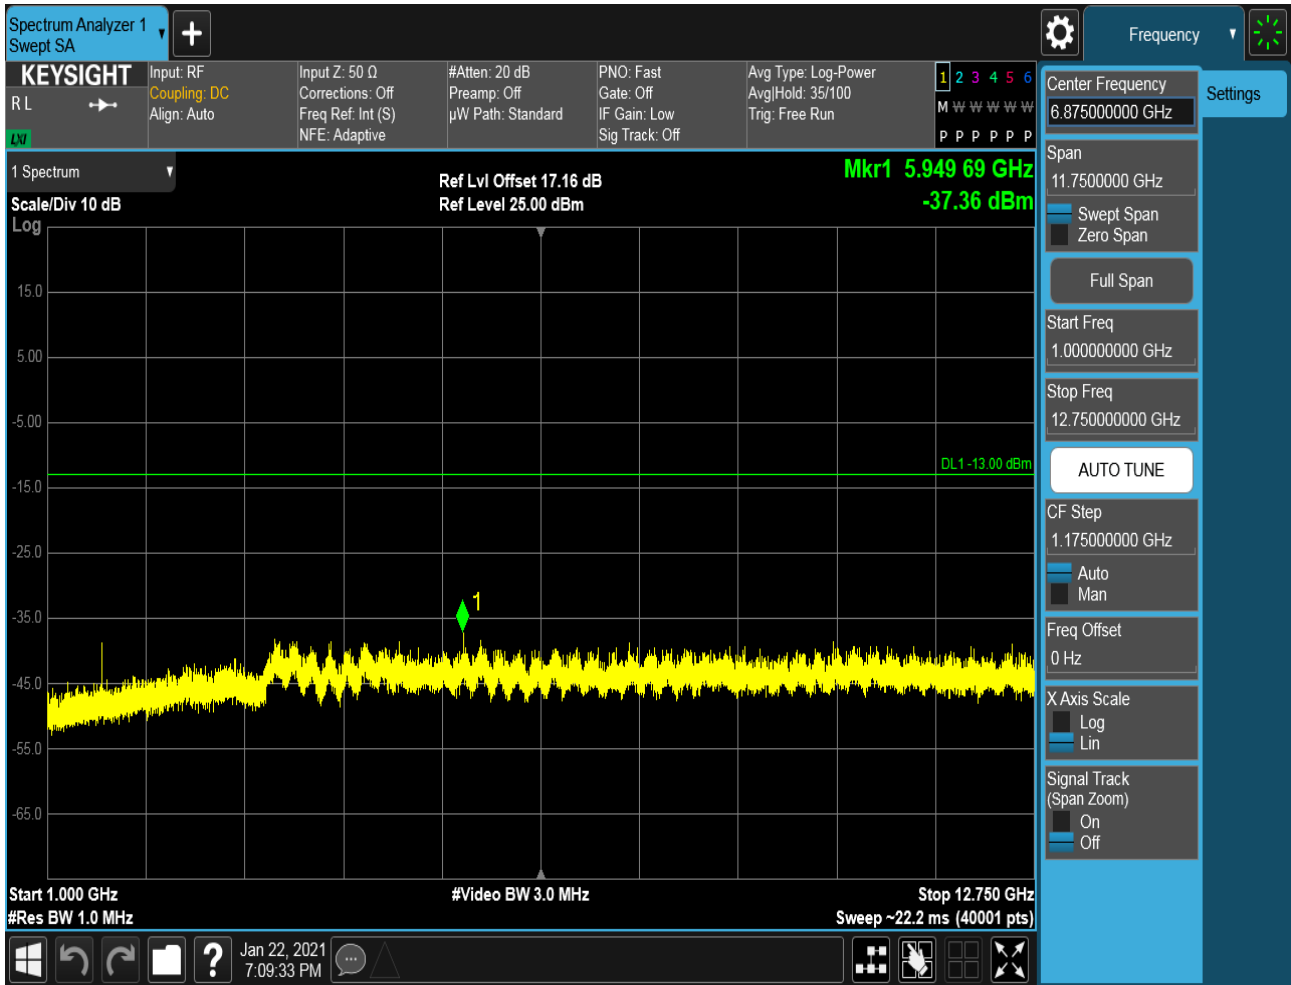 Spectrum Analyzer 1
Swept SA
+
Frequency
KEYSIGHT
R L
LXI
Input: RF
Coupling: DC
Align: Auto
Input Z: 50 Ω
Corrections: Off
Freq Ref: Int (S)
NFE: Adaptive
#Atten: 20 dB
Preamp: Off
µW Path: Standard
PNO: Fast
Gate: Off
IF Gain: Low
Sig Track: Off
Avg Type: Log-Power
Avg|Hold: 35/100
Trig: Free Run
1 2 3 4 5 6
M W W W W W
P P P P P P
1 Spectrum
Scale/Div 10 dB
Log
Ref Lvl Offset 17.16 dB
Ref Level 25.00 dBm
Mkr1 5.949 69 GHz
-37.36 dBm
15.0
5.00
-5.00
DL1 -13.00 dBm
-15.0
-25.0
1
-35.0
-45.0
-55.0
-65.0
Start 1.000 GHz
#Video BW 3.0 MHz
Stop 12.750 GHz
#Res BW 1.0 MHz
Sweep ~22.2 ms (40001 pts)
?
Jan 22, 2021
7:09:33 PM
Center Frequency
6.875000000 GHz
Settings
Span
11.7500000 GHz
Swept Span
Zero Span
Full Span
Start Freq
1.000000000 GHz
Stop Freq
12.750000000 GHz
AUTO TUNE
CF Step
1.175000000 GHz
Auto
Man
Freq Offset
0 Hz
X Axis Scale
Log
Lin
Signal Track
(Span Zoom)
On
Off